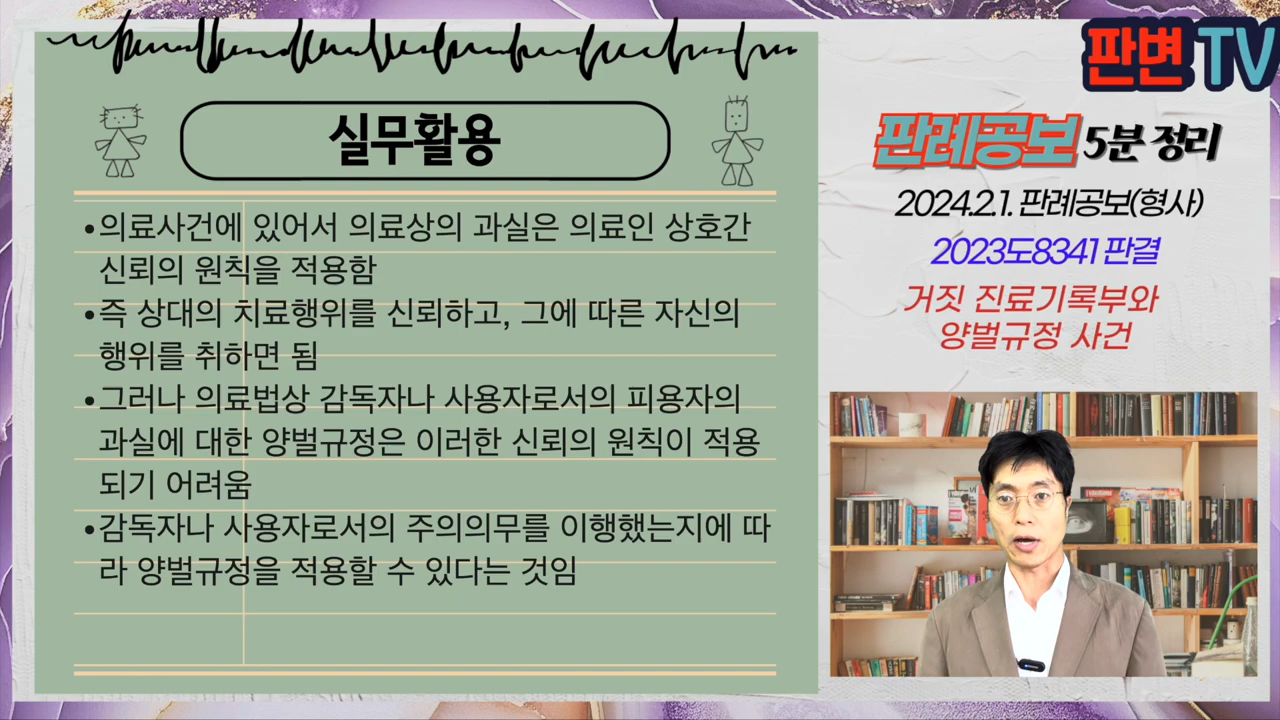 실무활용
•의료사건에 있어서 의료상의 과실은 의료인 상호간
신뢰의 원칙을 적용함
•즉 상대의 치료행위를 신뢰하고, 그에 따른 자신의
행위를 취하면 됨
•그러나 의료법상 감독자나 사용자로서의 피용자의
과실에 대한 양벌규정은 이러한 신뢰의 원칙이 적용
되기 어려움
•감독자나 사용자로서의 주의의무를 이행했는지에 따
라 양벌규정을 적용할 수 있다는 것임
판변 TV
판례공보 5분 정리
2024.2.1. 판례공보(형사)
2023도8341 판결
거짓 진료기록부와
양벌규정 사건